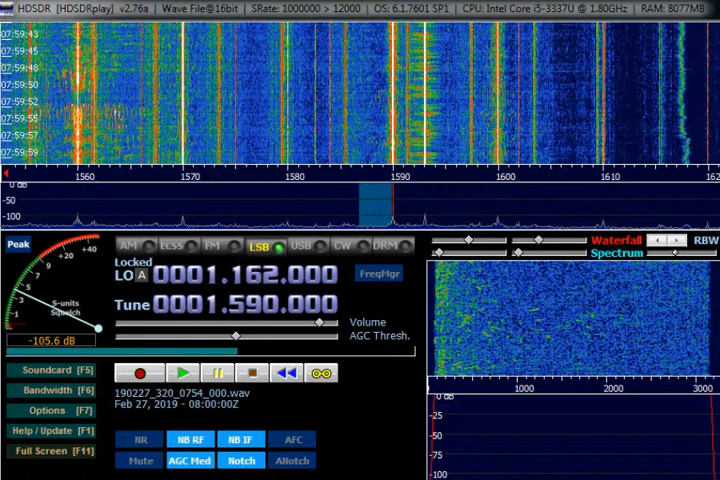 HDSDR [HDSDRplay] v2.76a | Wave File@16bit | SRate: 1000000 > 12000 | OS: 6.1.7601 SP1 | CPU: Intel Core i5-3337U @ 1.80GHz | RAM: 8077MB
07:59:43
07:59:45
07:59:48
07:59:50
07:59:52
07:59:55
07:59:57
07:59:59
1560 1570 1580 1590 1600 1610 162
0 dB
-50
-100
Peak
+40
+20
9
7
5
3
1
S-units
Squelch
-105.6 dB
AM ECSS FM LSB USB CW DRM
Locked
LO A 0001.162.000
FreqMgr
Tune 0001.590.000
Volume
AGC Thresh.
Waterfall RBW
Spectrum
Soundcard [F5]
Bandwidth [F6]
Options [F7]
Help / Update [F1]
Full Screen [F11]
190227_320_0754_000.wav
Feb 27, 2019 - 08:00:00Z
NR NB RF NB IF AFC
Mute AGC Med Notch ANotch
0 1000 2000 3000
0 dB
-25
-50
-75
-100